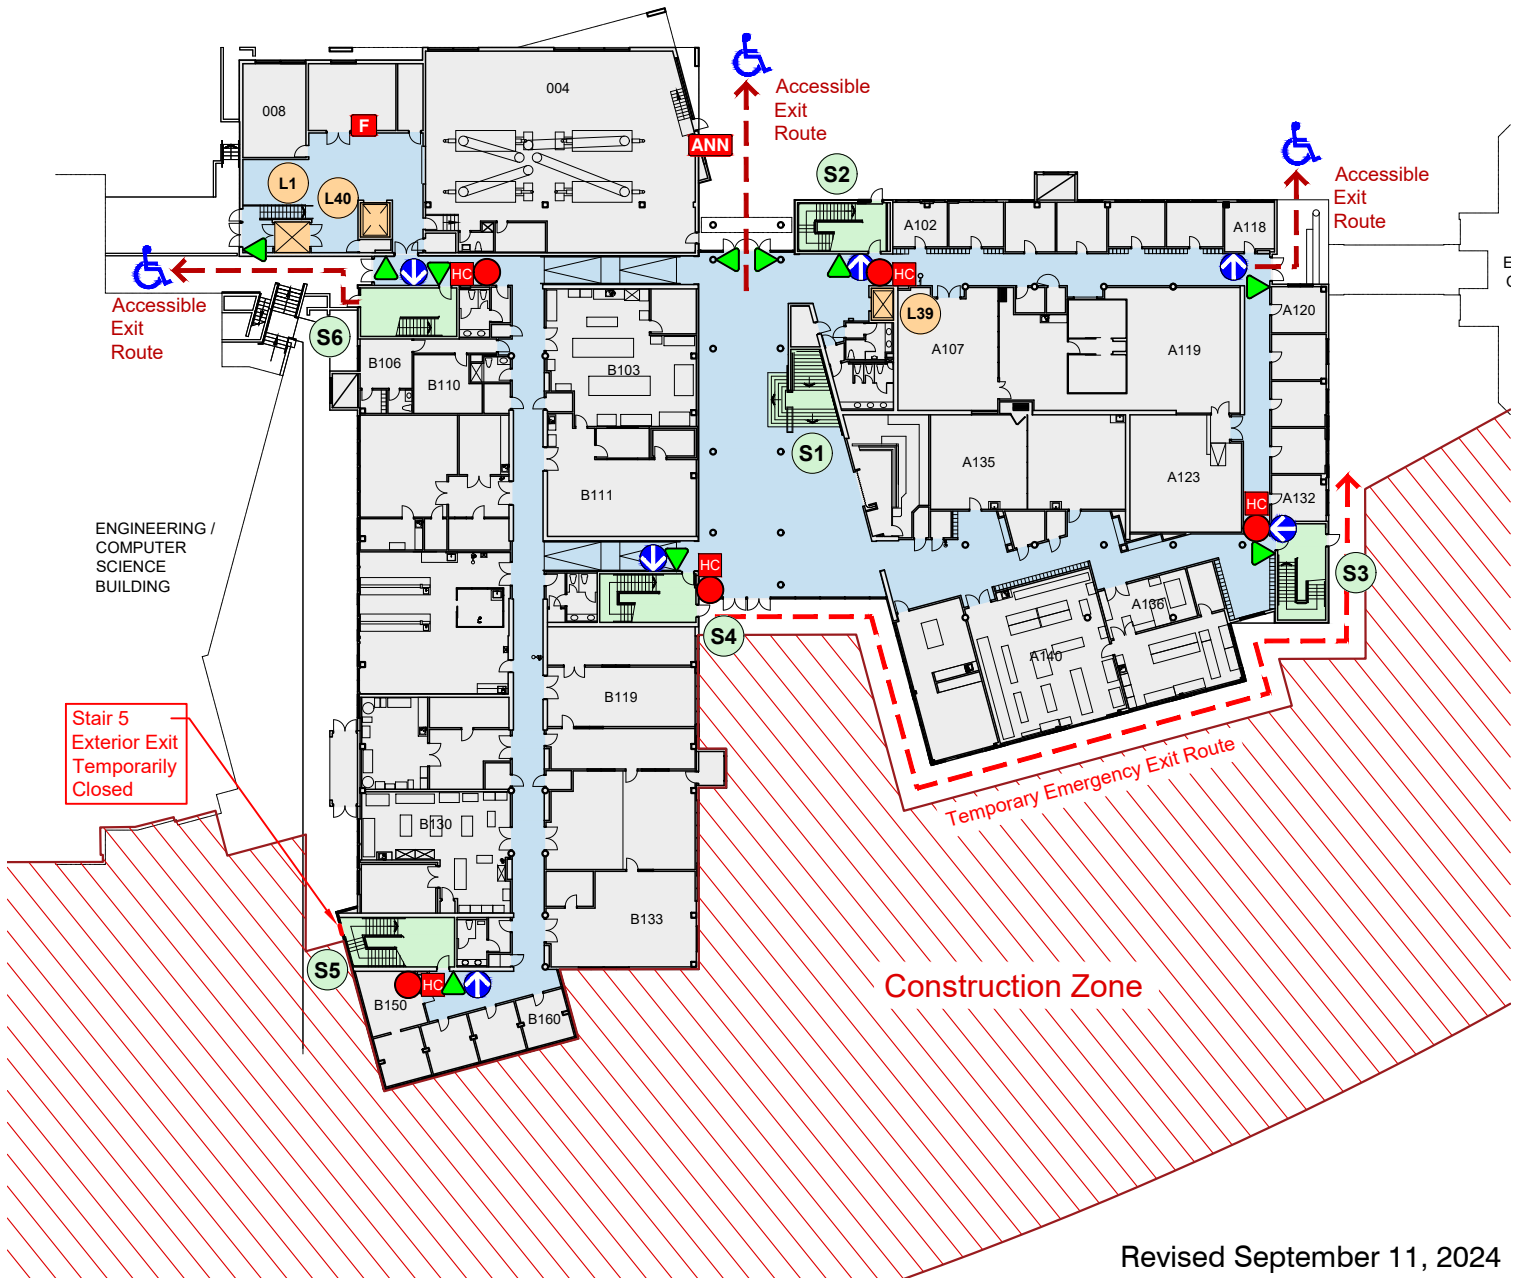 004
008
F
Accessible
Exit
Route
ANN
S2
Accessible
Exit
Route
L1
L40
A102
A118
HC
HC
Accessible
Exit
Route
S6
L39
A120
B106
B110
B103
A107
A119
S1
B111
A135
A123
A132
HC
ENGINEERING /
COMPUTER
SCIENCE
BUILDING
HC
S3
A136
S4
A140
B119
Stair 5
Exterior Exit
Temporarily
Closed
Temporary Emergency Exit Route
B130
B133
S5
HC
B150
B160
Construction Zone
Revised September 11, 2024